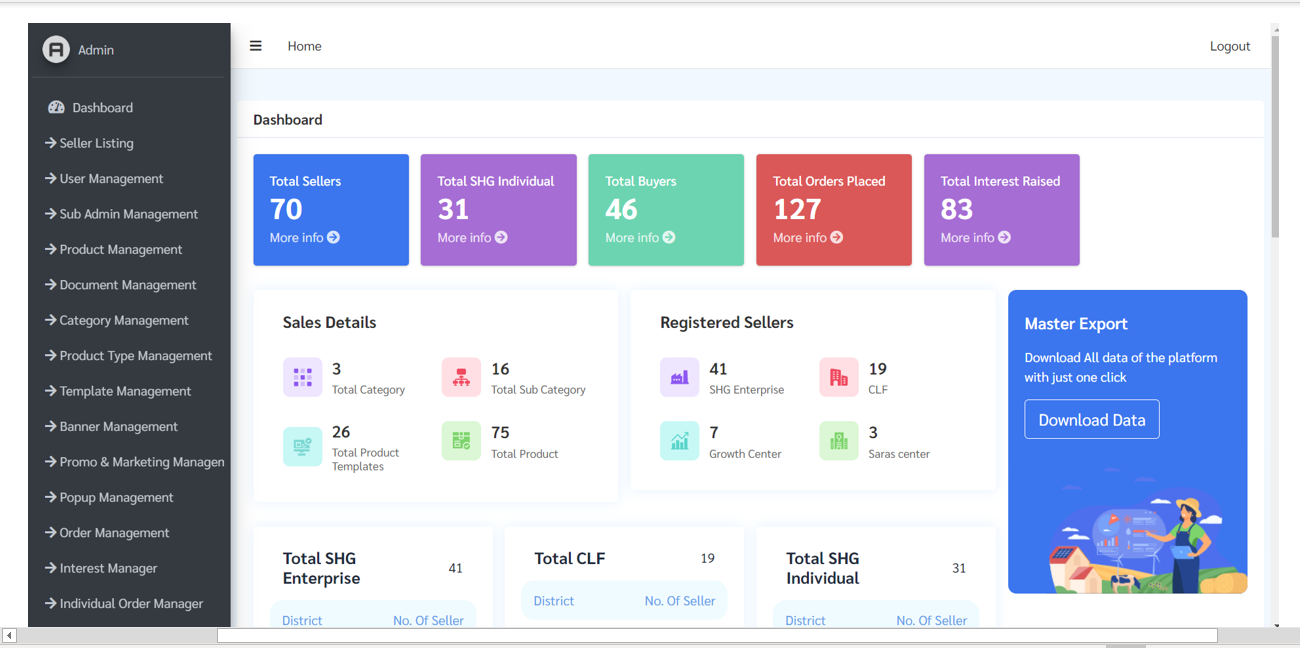 Admin
Home
Logout
Dashboard
Seller Listing
User Management
Sub Admin Management
Product Management
Document Management
Category Management
Product Type Management
Template Management
Banner Management
Promo & Marketing Managen
Popup Management
Order Management
Interest Manager
Individual Order Manager
Dashboard
Total Sellers
70
More info
Total SHG Individual
31
More info
Total Buyers
46
More info
Total Orders Placed
127
More info
Total Interest Raised
83
More info
Sales Details
3
Total Category
16
Total Sub Category
26
Total Product
Templates
75
Total Product
Registered Sellers
41
SHG Enterprise
19
CLF
7
Growth Center
3
Saras center
Master Export
Download All data of the platform
with just one click
Download Data
Total SHG
Enterprise
41
District No. Of Seller
Total CLF 19
District No. Of Seller
Total SHG
Individual
31
District No. Of Seller